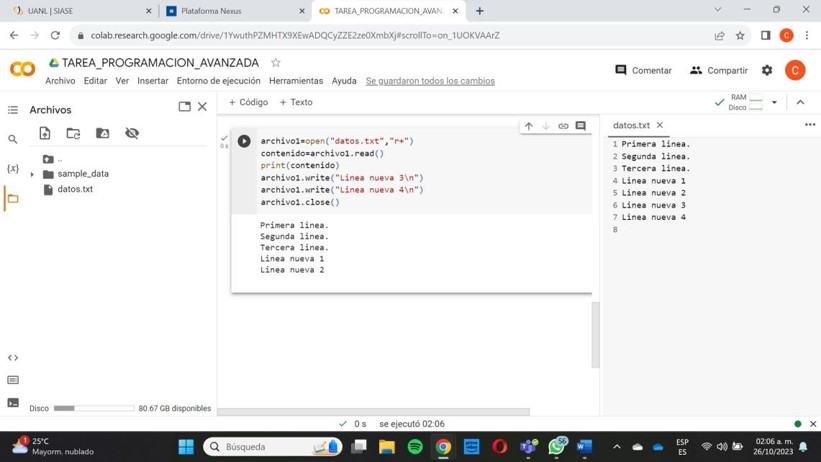 UANL | SIASE
Plataforma Nexus
TAREA_PROGRAMACION_AVAN
colab.research.google.com/drive/1YwuthPZMHTX9XEwADQCyZZE2ze0XmbXj#scrollTo=on_1UOKVAArZ
TAREA_PROGRAMACION_AVANZADA
Archivo Editar Ver Insertar Entorno de ejecución Herramientas Ayuda Se guardaron todos los cambios
Comentar Compartir C
Archivos
+ Código + Texto
RAM
Disco
..
sample_data
datos.txt
{x}
0 s
archivo1=open("datos.txt","r+")
contenido=archivo1.read()
print(contenido)
archivo1.write("Linea nueva 3\n")
archivo1.write("Linea nueva 4\n")
archivo1.close()
Primera linea.
Segunda linea.
Tercera linea.
Linea nueva 1
Linea nueva 2
datos.txt
1 Primera linea.
2 Segunda linea.
3 Tercera linea.
4 Linea nueva 1
5 Linea nueva 2
6 Linea nueva 3
7 Linea nueva 4
8
Disco 80.67 GB disponibles
0 s se ejecutó 02:06
25°C
Mayorm. nublado
Búsqueda
56
ESP
ES
02:06 a. m.
26/10/2023